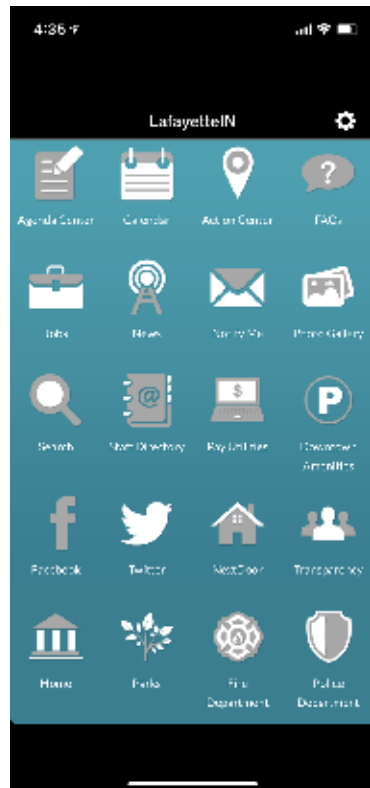 4:35
LafayetteIN
Agenda Center
Calendar
Action Center
FAQs
?
Jobs
News
Notify Me
Photo Gallery
@
$
P
Search
Staff Directory
Pay Utilities
Downtown
Amenities
Facebook
Twitter
NextDoor
Transparency
Home
Parks
Fire
Department
Police
Department